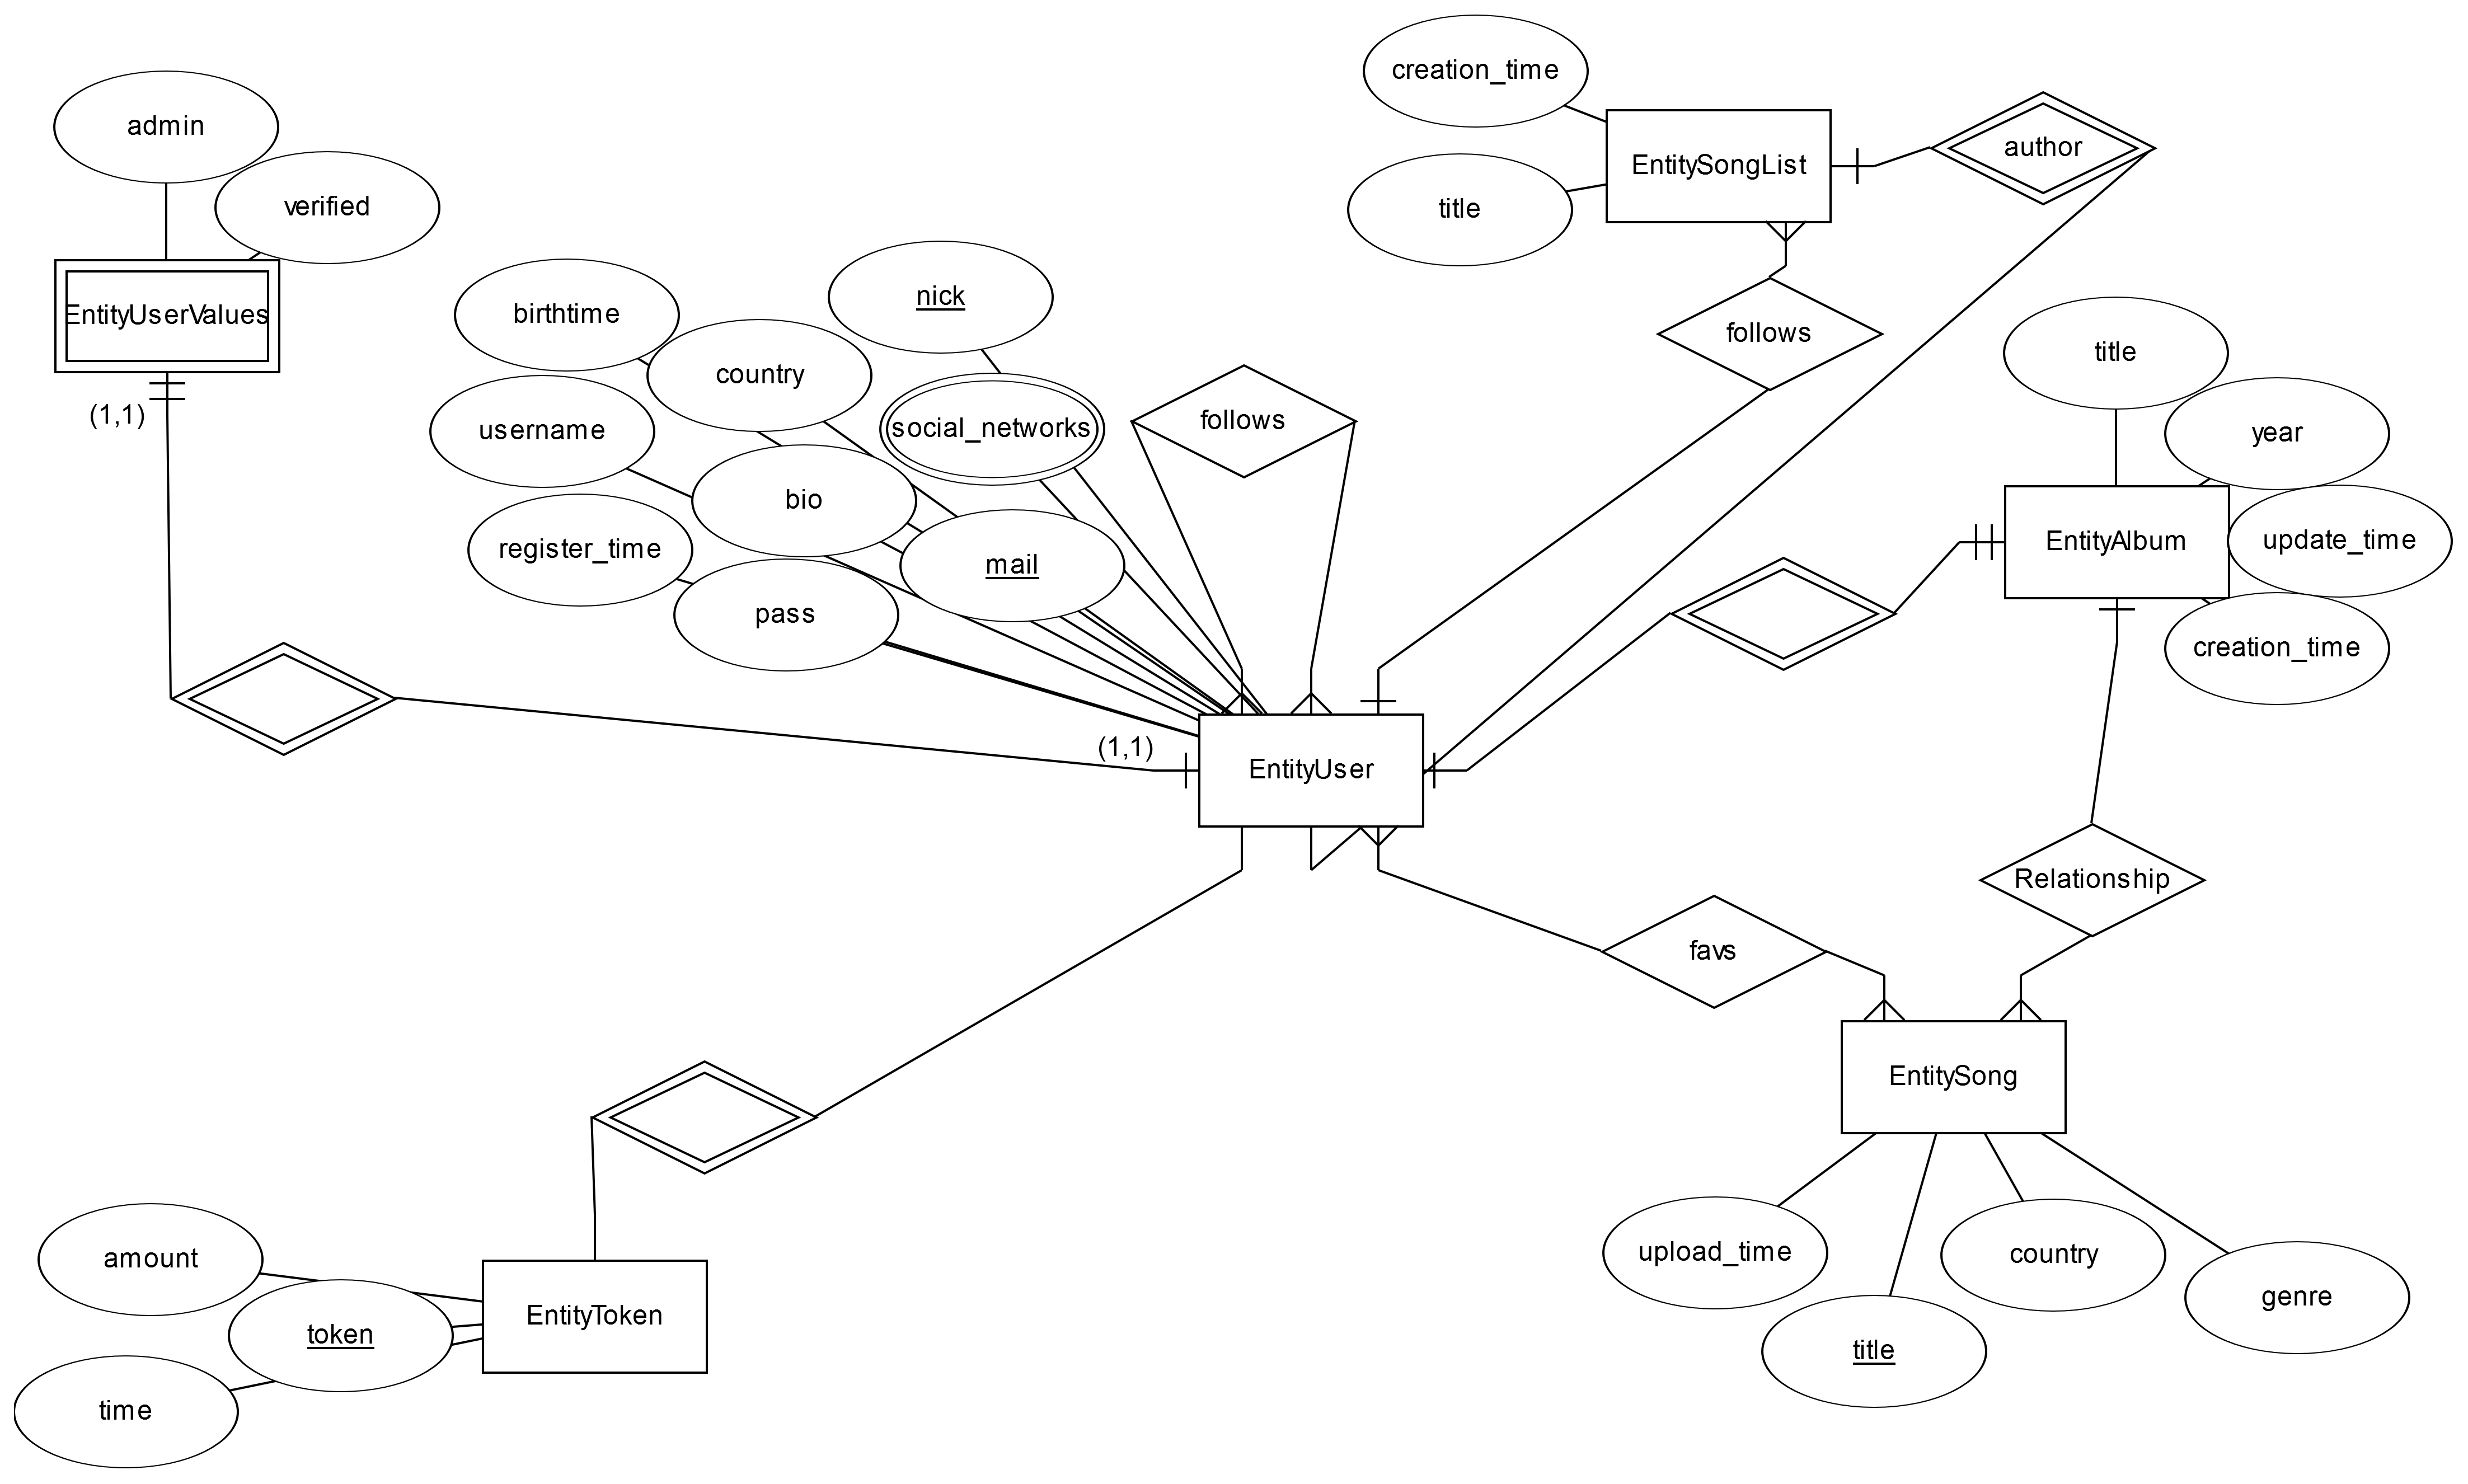 creation_time
admin
EntitySongList
author
verified
title
nick
birthtime
EntityUserValues
follows
title
country
(1,1)
username
social_networks
follows
year
bio
register_time
mail
EntityAlbum
update_time
pass
creation_time
(1,1)
EntityUser
Relationship
favs
EntitySong
amount
upload_time
country
token
EntityToken
genre
title
time